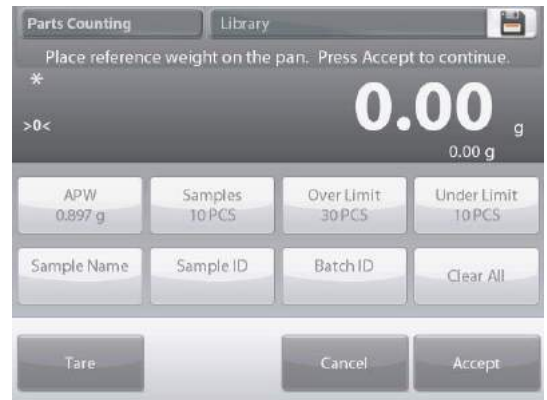 Parts Counting
Library
Place reference weight on the pan. Press Accept to continue.
*
>0<
0.00 g
0.00 g
APW
0.897 g
Samples
10 PCS
Over Limit
30 PCS
Under Limit
10 PCS
Sample Name
Sample ID
Batch ID
Clear All
Tare
Cancel
Accept